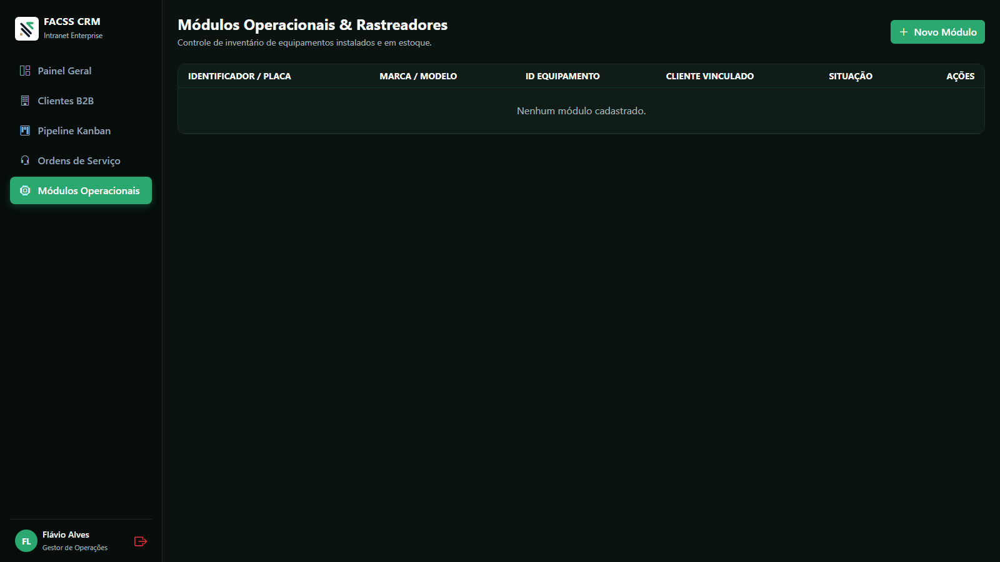 FACSS CRM
Intranet Enterprise
Painel Geral
Clientes B2B
Pipeline Kanban
Ordens de Serviço
Módulos Operacionais
FL
Flávio Alves
Gestor de Operações
Módulos Operacionais & Rastreadores
Controle de inventário de equipamentos instalados e em estoque.
Novo Módulo
IDENTIFICADOR / PLACA MARCA / MODELO ID EQUIPAMENTO CLIENTE VINCULADO SITUAÇÃO AÇÕES
Nenhum módulo cadastrado.